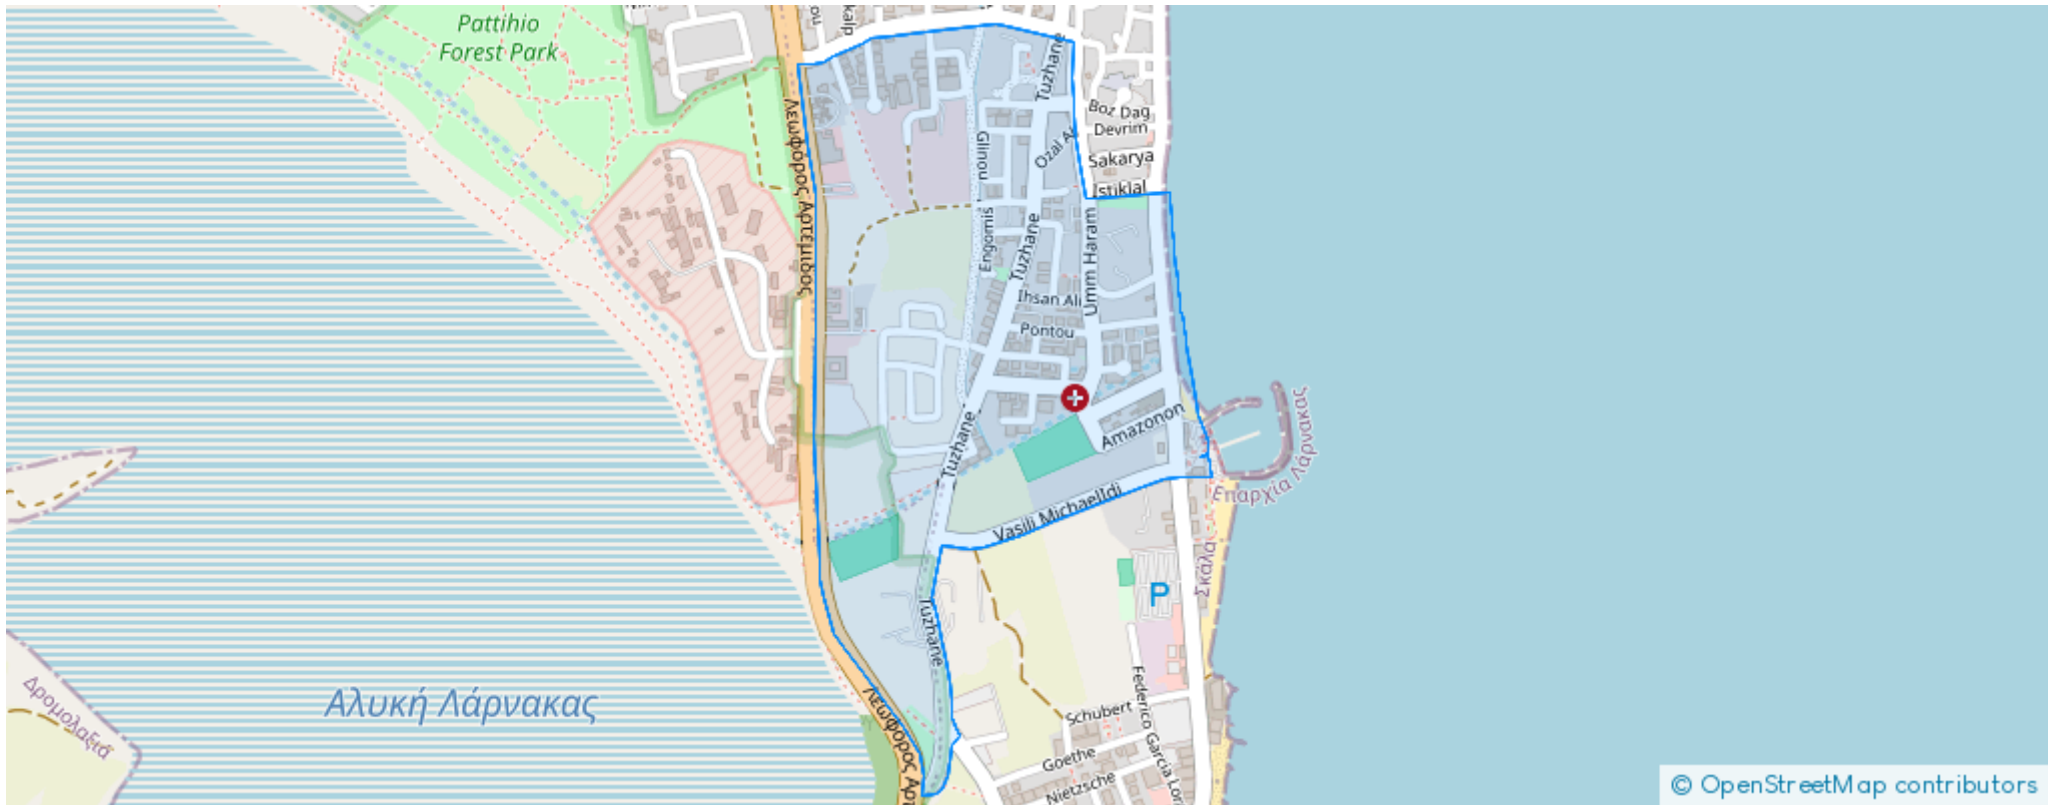 Pattihio
Forest Park
kalp
Tuzhane
Λεωφόρος Αρτέμιδος
Glinou
Boz Dag
Devrim
Ozal A
Sakarya
Istiklal
Engomis
Tuzhane
Umm Haram
Ihsan Ali
Pontou
Amazonon
Tuzhane
Επαρχία Λάρνακας
Vasili MichaelIdi
Σκάλα
P
Tuzhane
Αλυκή Λάρνακας
Δρομολαξιά
Λεωφόρος Αρτ
Schubert
Federico Garcia Lor
Goethe
Nietzsche
© OpenStreetMap contributors